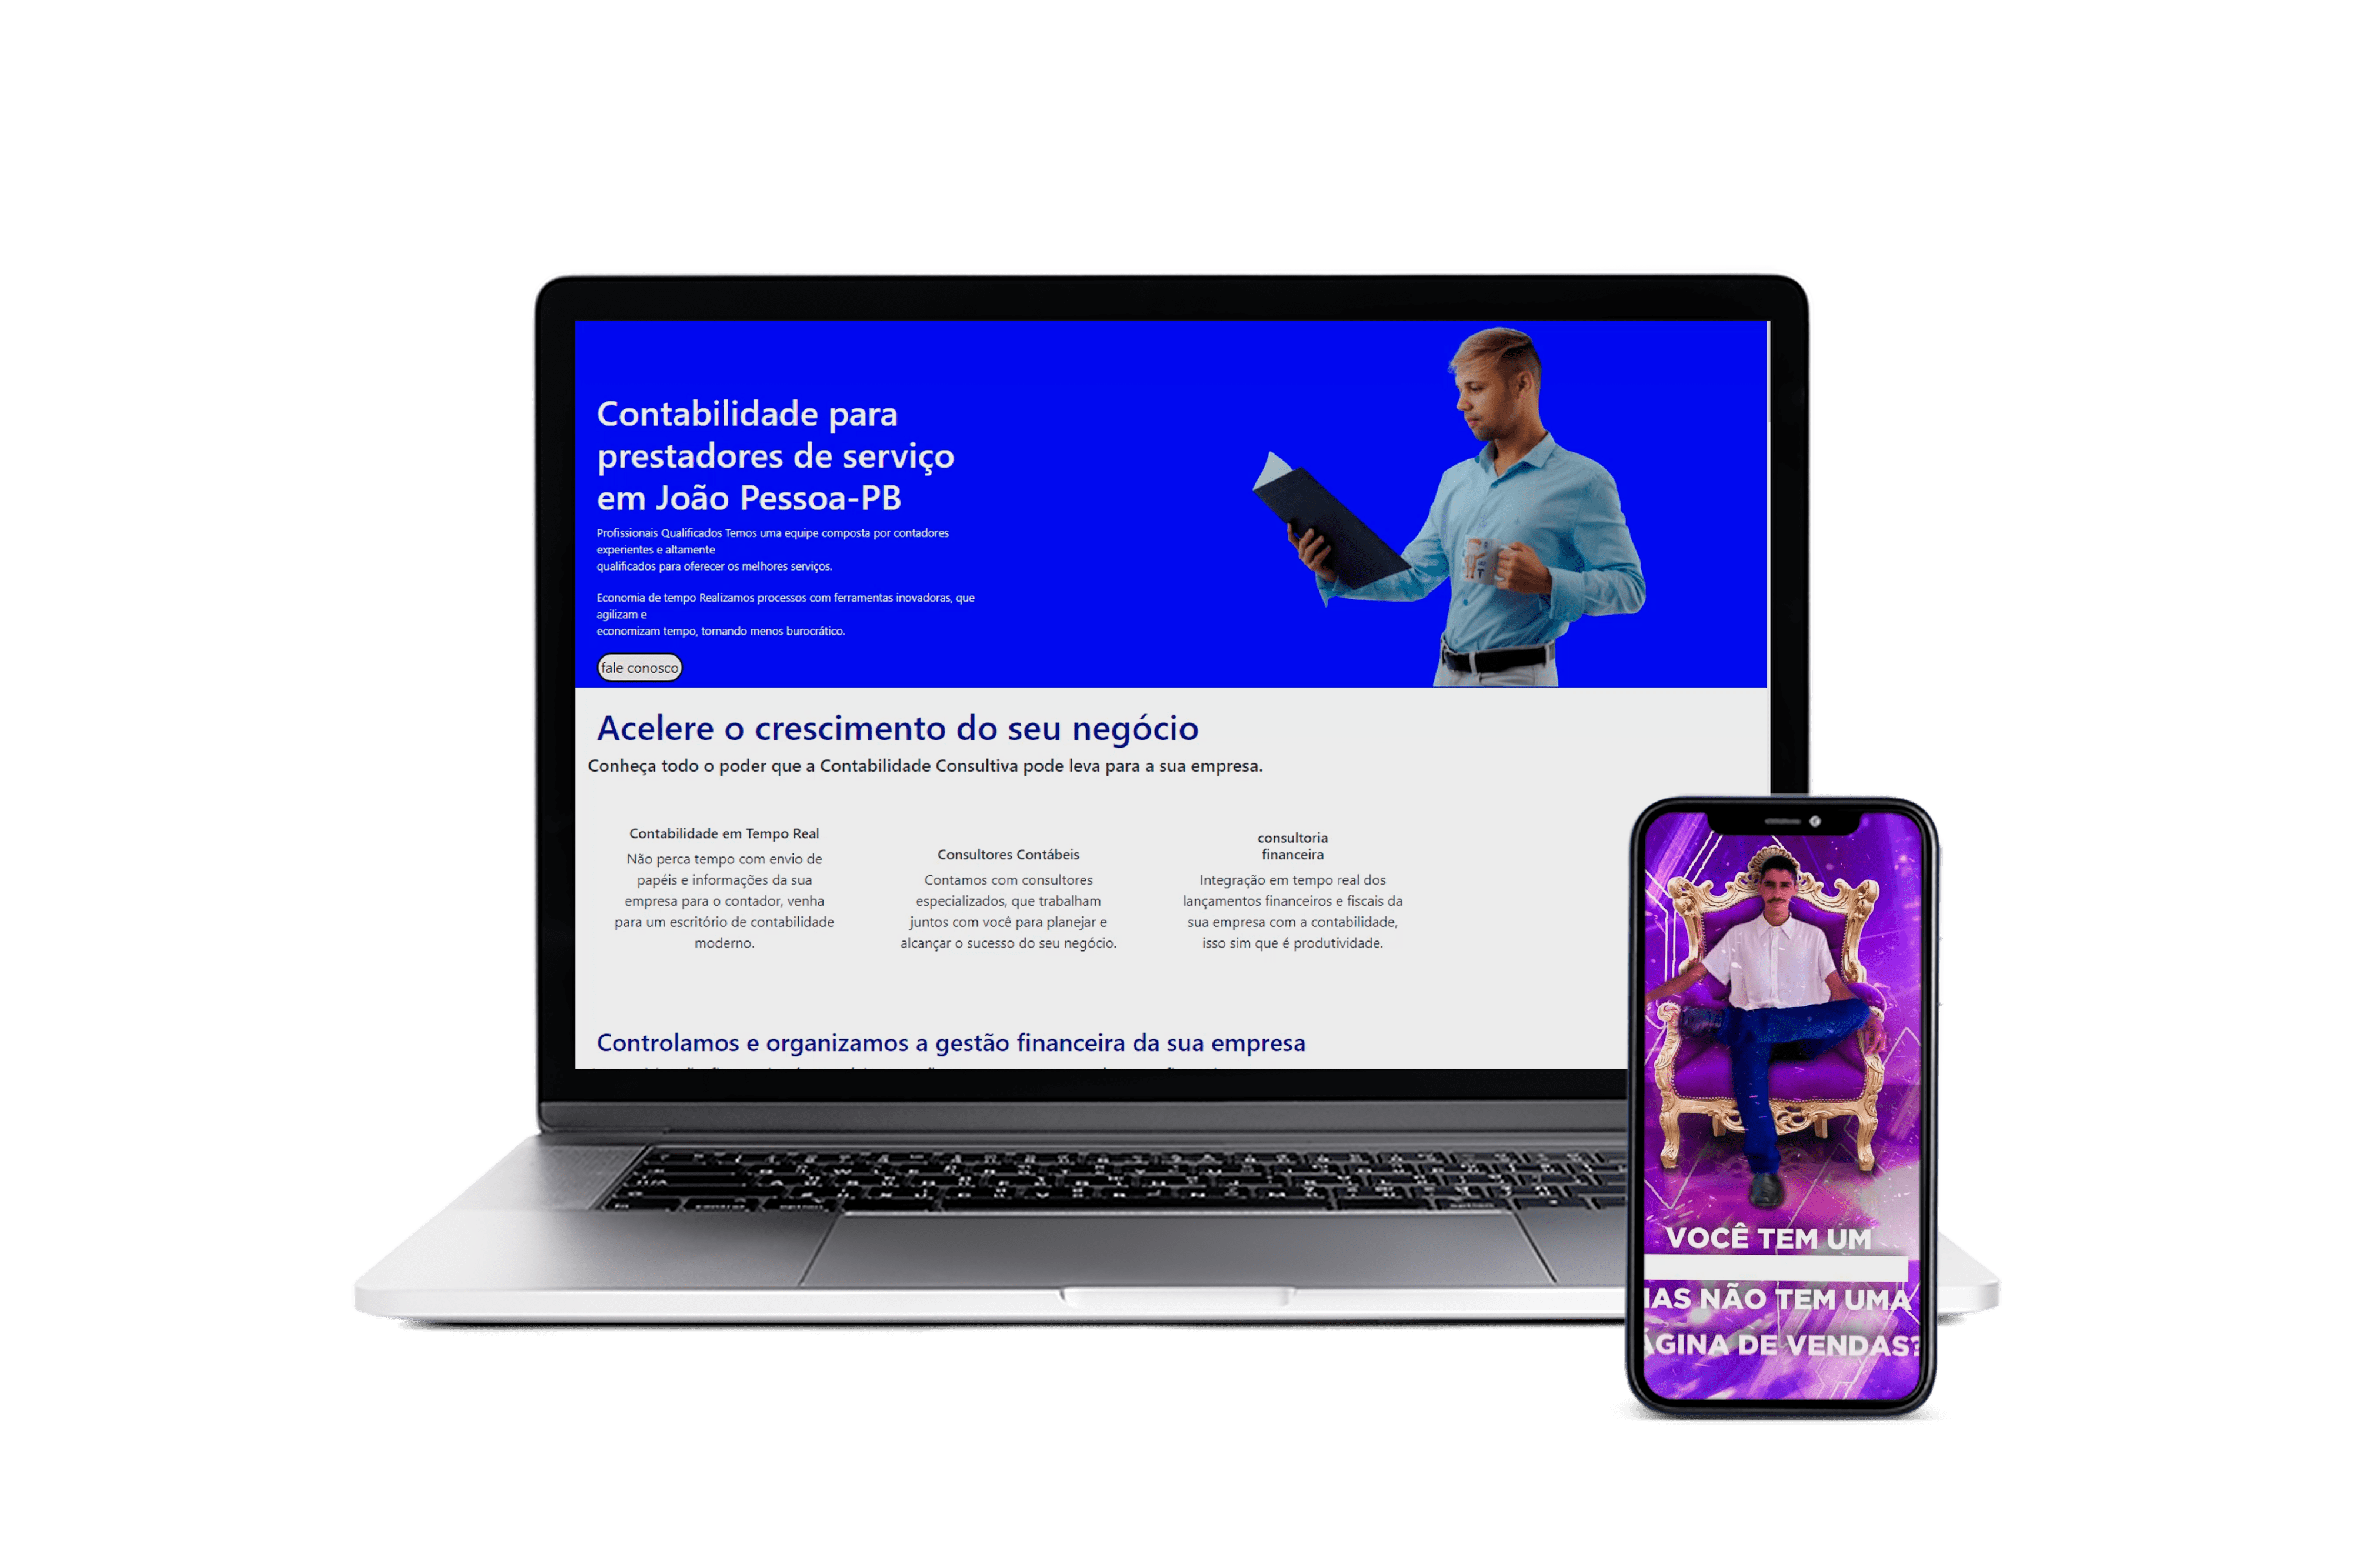 Contabilidade para
prestadores de serviço
em João Pessoa-PB
Profissionais Qualificados Temos uma equipe composta por contadores
experientes e altamente
qualificados para oferecer os melhores serviços.
Economia de tempo Realizamos processos com ferramentas inovadoras, que
agilizam e
economizam tempo, tornando menos burocrático.
fale conosco
Acelere o crescimento do seu negócio
Conheça todo o poder que a Contabilidade Consultiva pode leva para a sua empresa.
Contabilidade em Tempo Real
Não perca tempo com envio de
papéis e informações da sua
empresa para o contador, venha
para um escritório de contabilidade
moderno.
Consultores Contábeis
Contamos com consultores
especializados, que trabalham
juntos com você para planejar e
alcançar o sucesso do seu negócio.
consultoria
financeira
Integração em tempo real dos
lançamentos financeiros e fiscais da
sua empresa com a contabilidade,
isso sim que é produtividade.
Controlamos e organizamos a gestão financeira da sua empresa
VOCÊ TEM UM
AS NÃO TEM UMA
GINA DE VENDAS?